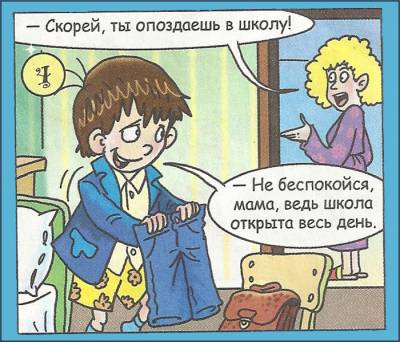 — Скорей, ты опоздаешь в школу!
— Не беспокойся,
мама, ведь школа
открыта весь день.